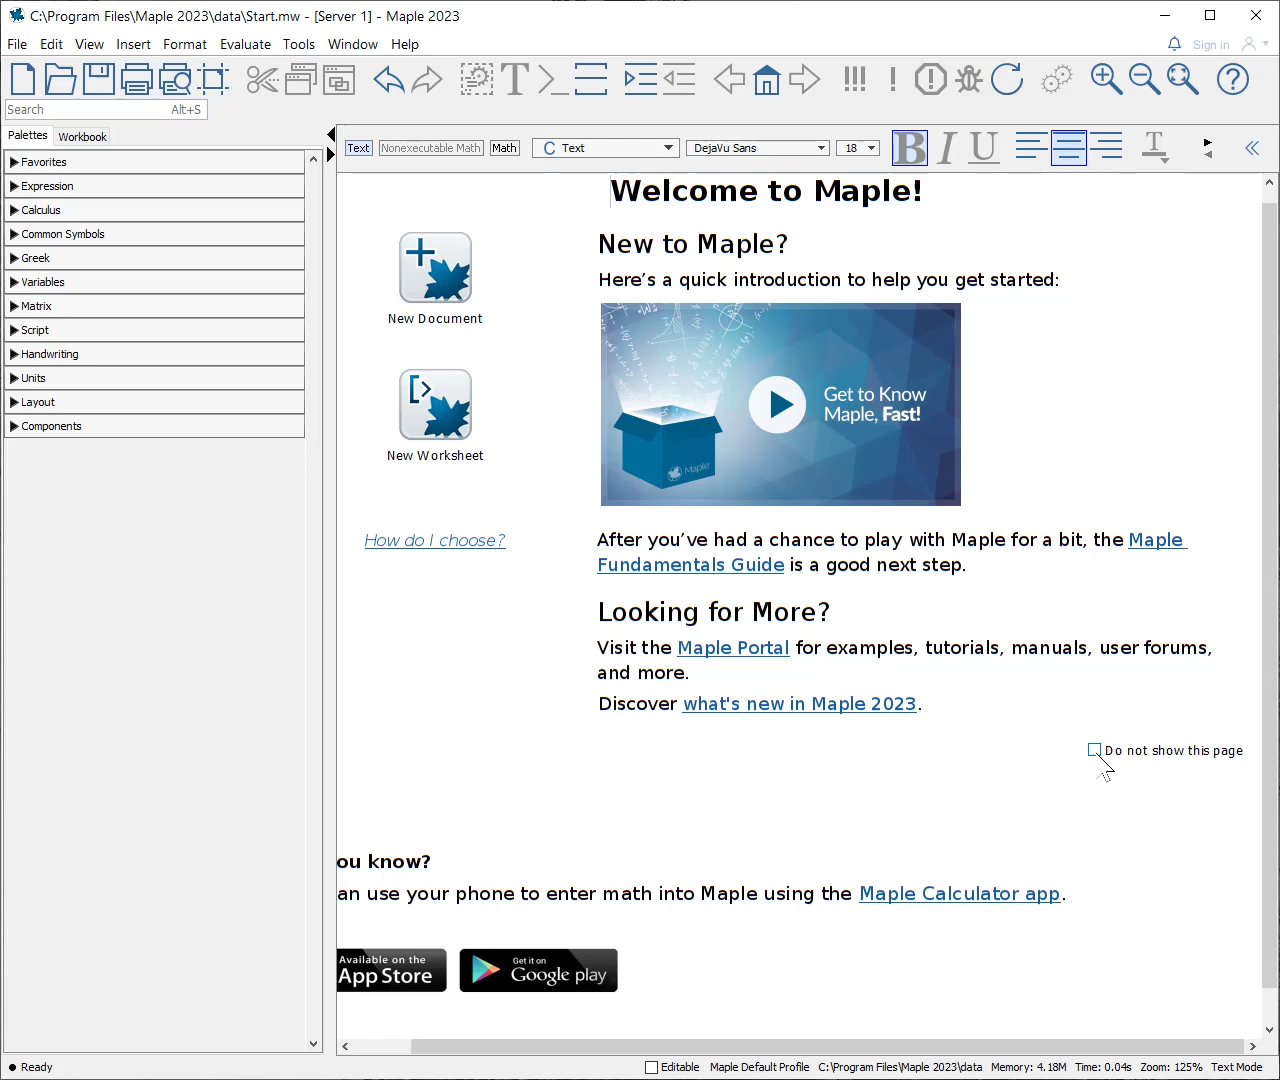 C:\Program Files\Maple 2023\data\Start.mw - [Server 1] - Maple 2023
File Edit View Insert Format Evaluate Tools Window Help
Sign in
Search Alt+S
Palettes Workbook
Text Nonexecutable Math Math C Text DejaVu Sans 18 B I U T
Favorites
Expression
Calculus
Common Symbols
Greek
Variables
Matrix
Script
Handwriting
Units
Layout
Components
Welcome to Maple!
New Document
New Worksheet
How do I choose?
New to Maple?
Here’s a quick introduction to help you get started:
Maple
Get to Know
Maple, Fast!
After you’ve had a chance to play with Maple for a bit, the Maple
Fundamentals Guide is a good next step.
Looking for More?
Visit the Maple Portal for examples, tutorials, manuals, user forums,
and more.
Discover what's new in Maple 2023.
Do not show this page
ou know?
an use your phone to enter math into Maple using the Maple Calculator app.
Available on the
App Store
Get it on
Google play
Ready
Editable Maple Default Profile C:\Program Files\Maple 2023\data Memory: 4.18M Time: 0.04s Zoom: 125% Text Mode